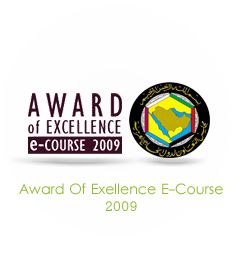 AWARD
of EXCELLENCE
e-COURSE 2009
Award Of Exellence E-Course
2009